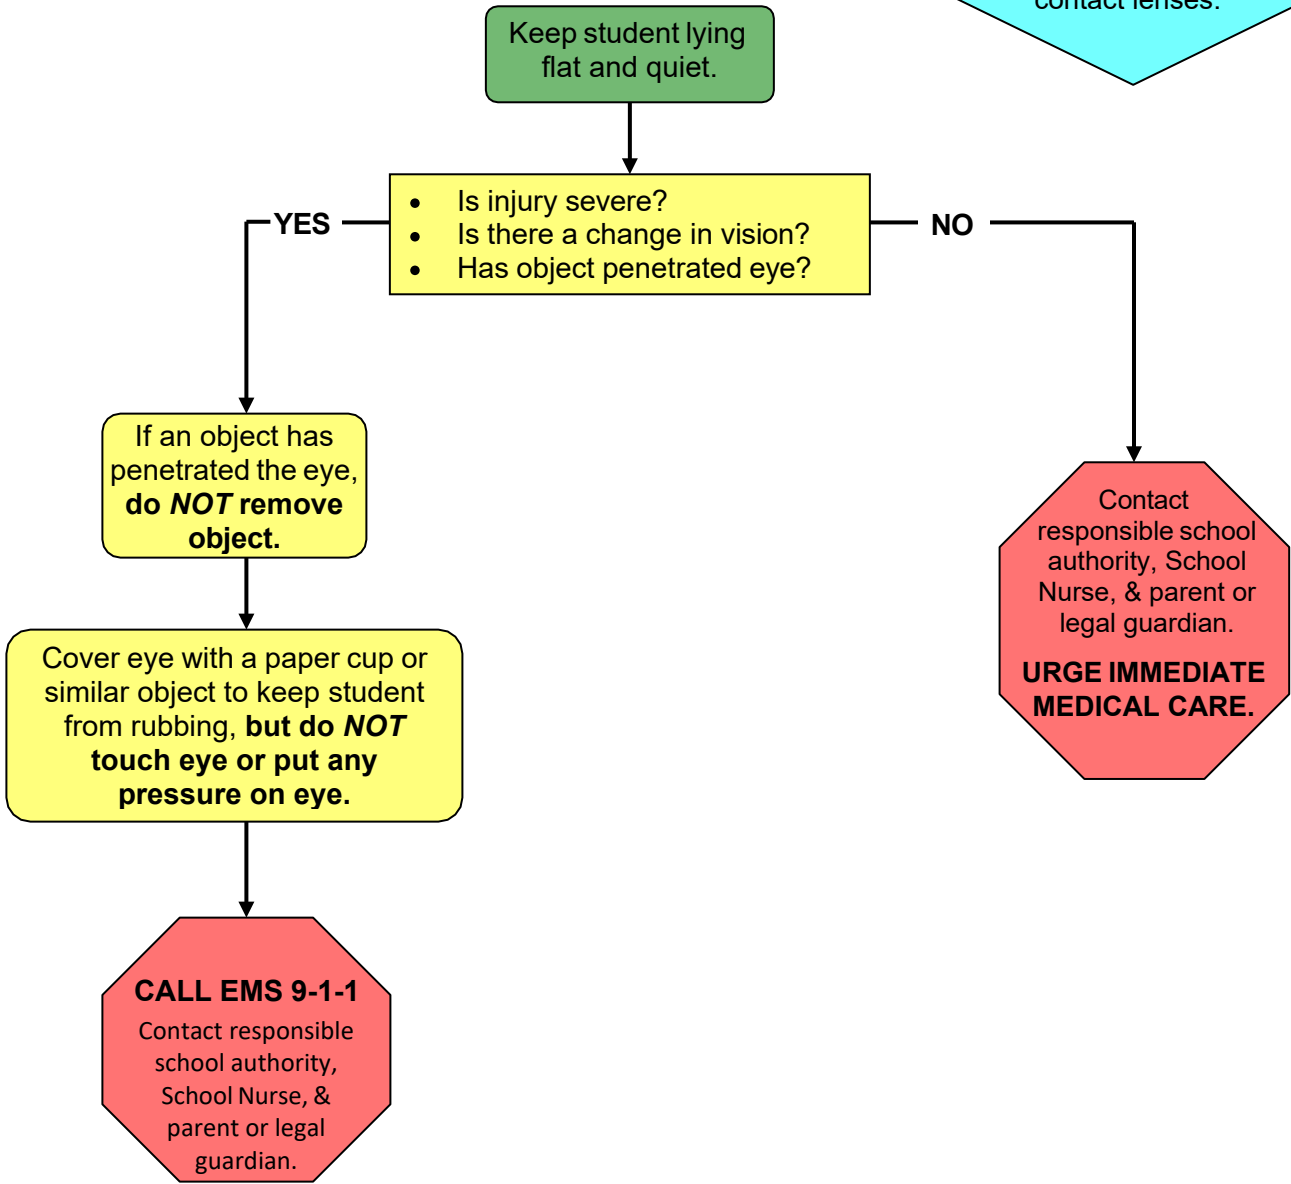 contact lenses.
Keep student lying
flat and quiet.
• Is injury severe?
• Is there a change in vision?
• Has object penetrated eye?
YES
NO
If an object has
penetrated the eye,
do NOT remove
object.
Contact
responsible school
authority, School
Nurse, & parent or
legal guardian.
URGE IMMEDIATE
MEDICAL CARE.
Cover eye with a paper cup or
similar object to keep student
from rubbing, but do NOT
touch eye or put any
pressure on eye.
CALL EMS 9-1-1
Contact responsible
school authority,
School Nurse, &
parent or legal
guardian.